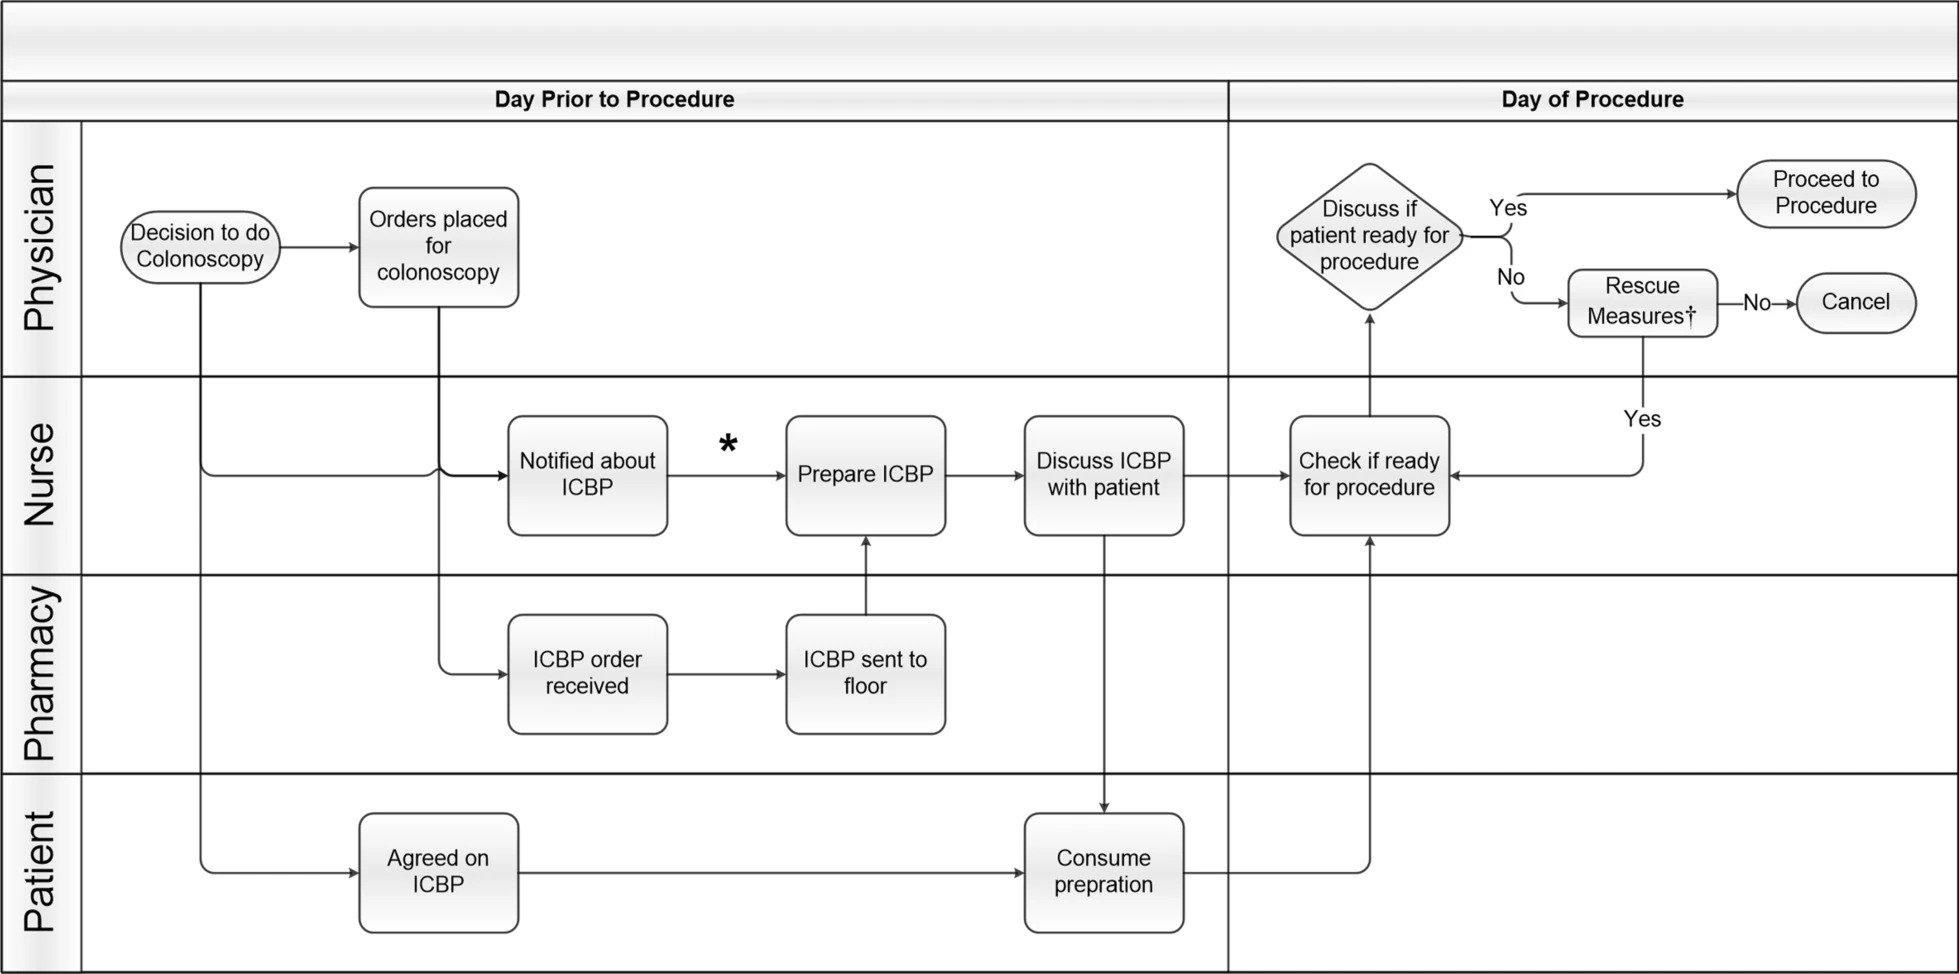 Day Prior to Procedure
Day of Procedure
Physician
Decision to do
Colonoscopy
Orders placed
for
colonoscopy
Discuss if
patient ready for
procedure
Yes
Proceed to
Procedure
No
Rescue
Measures†
No
Cancel
Nurse
Notified about
ICBP
*
Prepare ICBP
Discuss ICBP
with patient
Check if ready
for procedure
Yes
Pharmacy
ICBP order
received
ICBP sent to
floor
Patient
Agreed on
ICBP
Consume
prepration